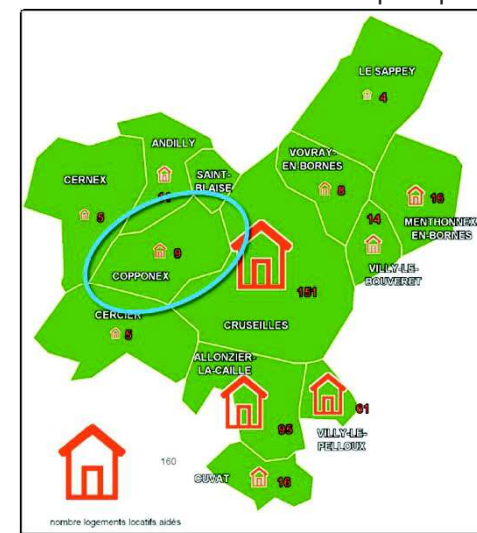 LE SAPPEY
4
ANDILLY
VOVRAY-
EN-BORNES
8
CERNEX
5
SAINT-
BLAISE
16
MENTHONNEX-
EN-BORNES
14
VILLY-LE-
BOUVERET
9
COPPONEX
151
CRUSEILLES
CERCIER
5
ALLONZIER-
LA-CAILLE
95
61
VILLY-LE-
PELLOUX
CUVAT
16
160
nombre logements locatifs aidés